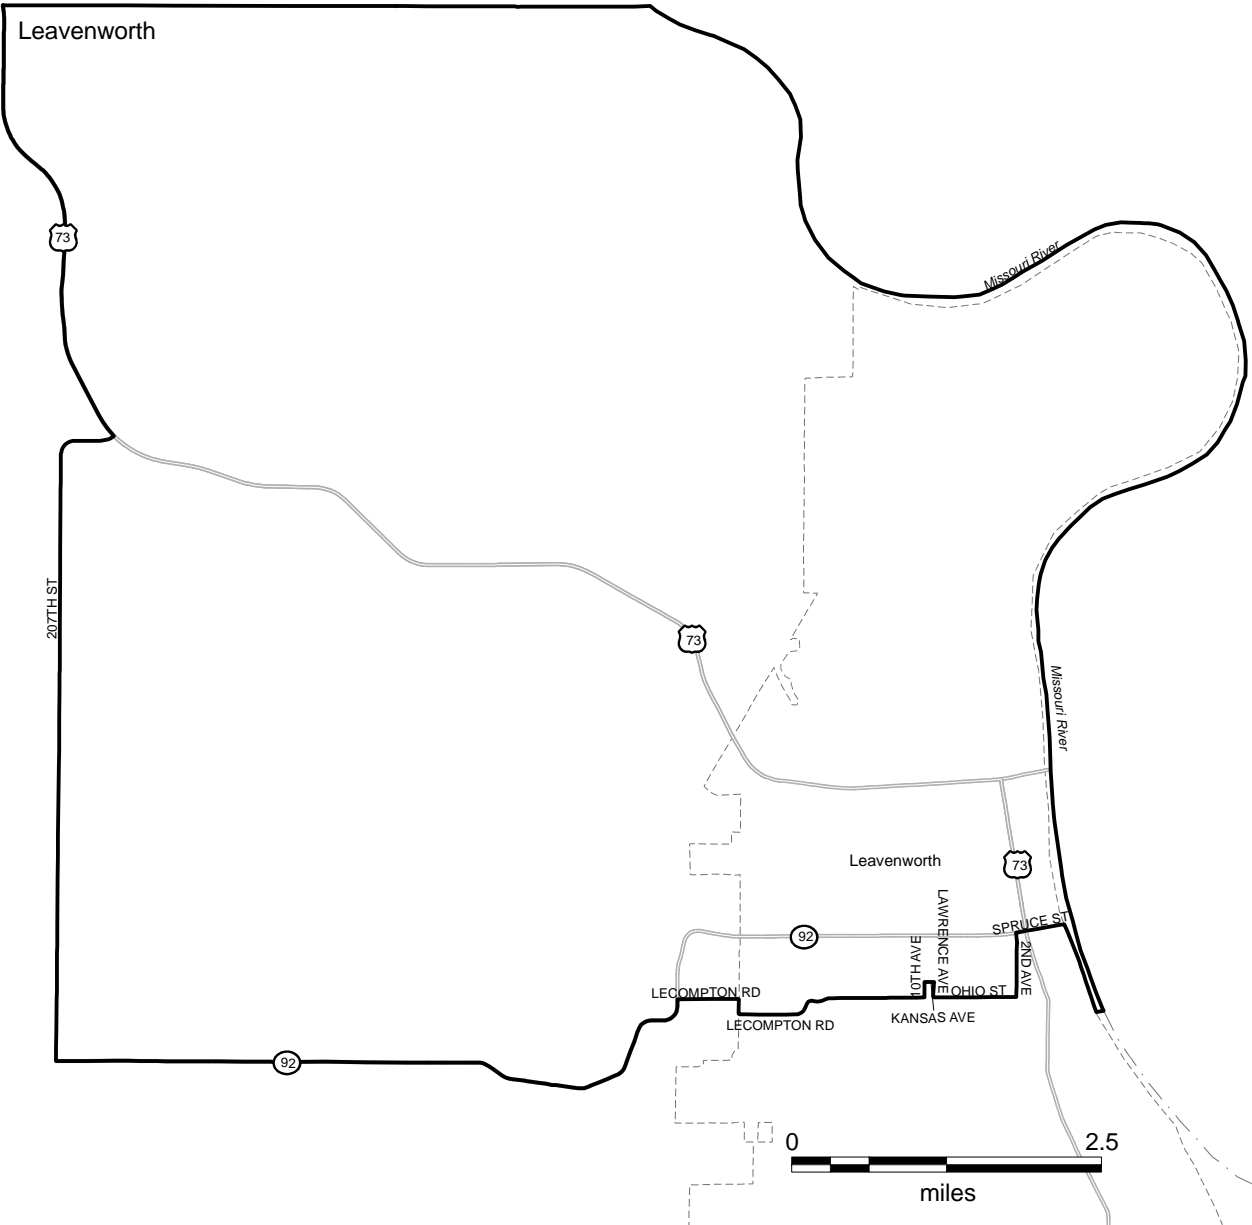 Leavenworth
73
Missouri River
207TH ST
73
Missouri River
Leavenworth
73
LAWRENCE AVE
SPRUCE ST
92
10TH AVE
2ND AVE
LECOMPTON RD
OHIO ST
KANSAS AVE
LECOMPTON RD
92
0 2.5
miles